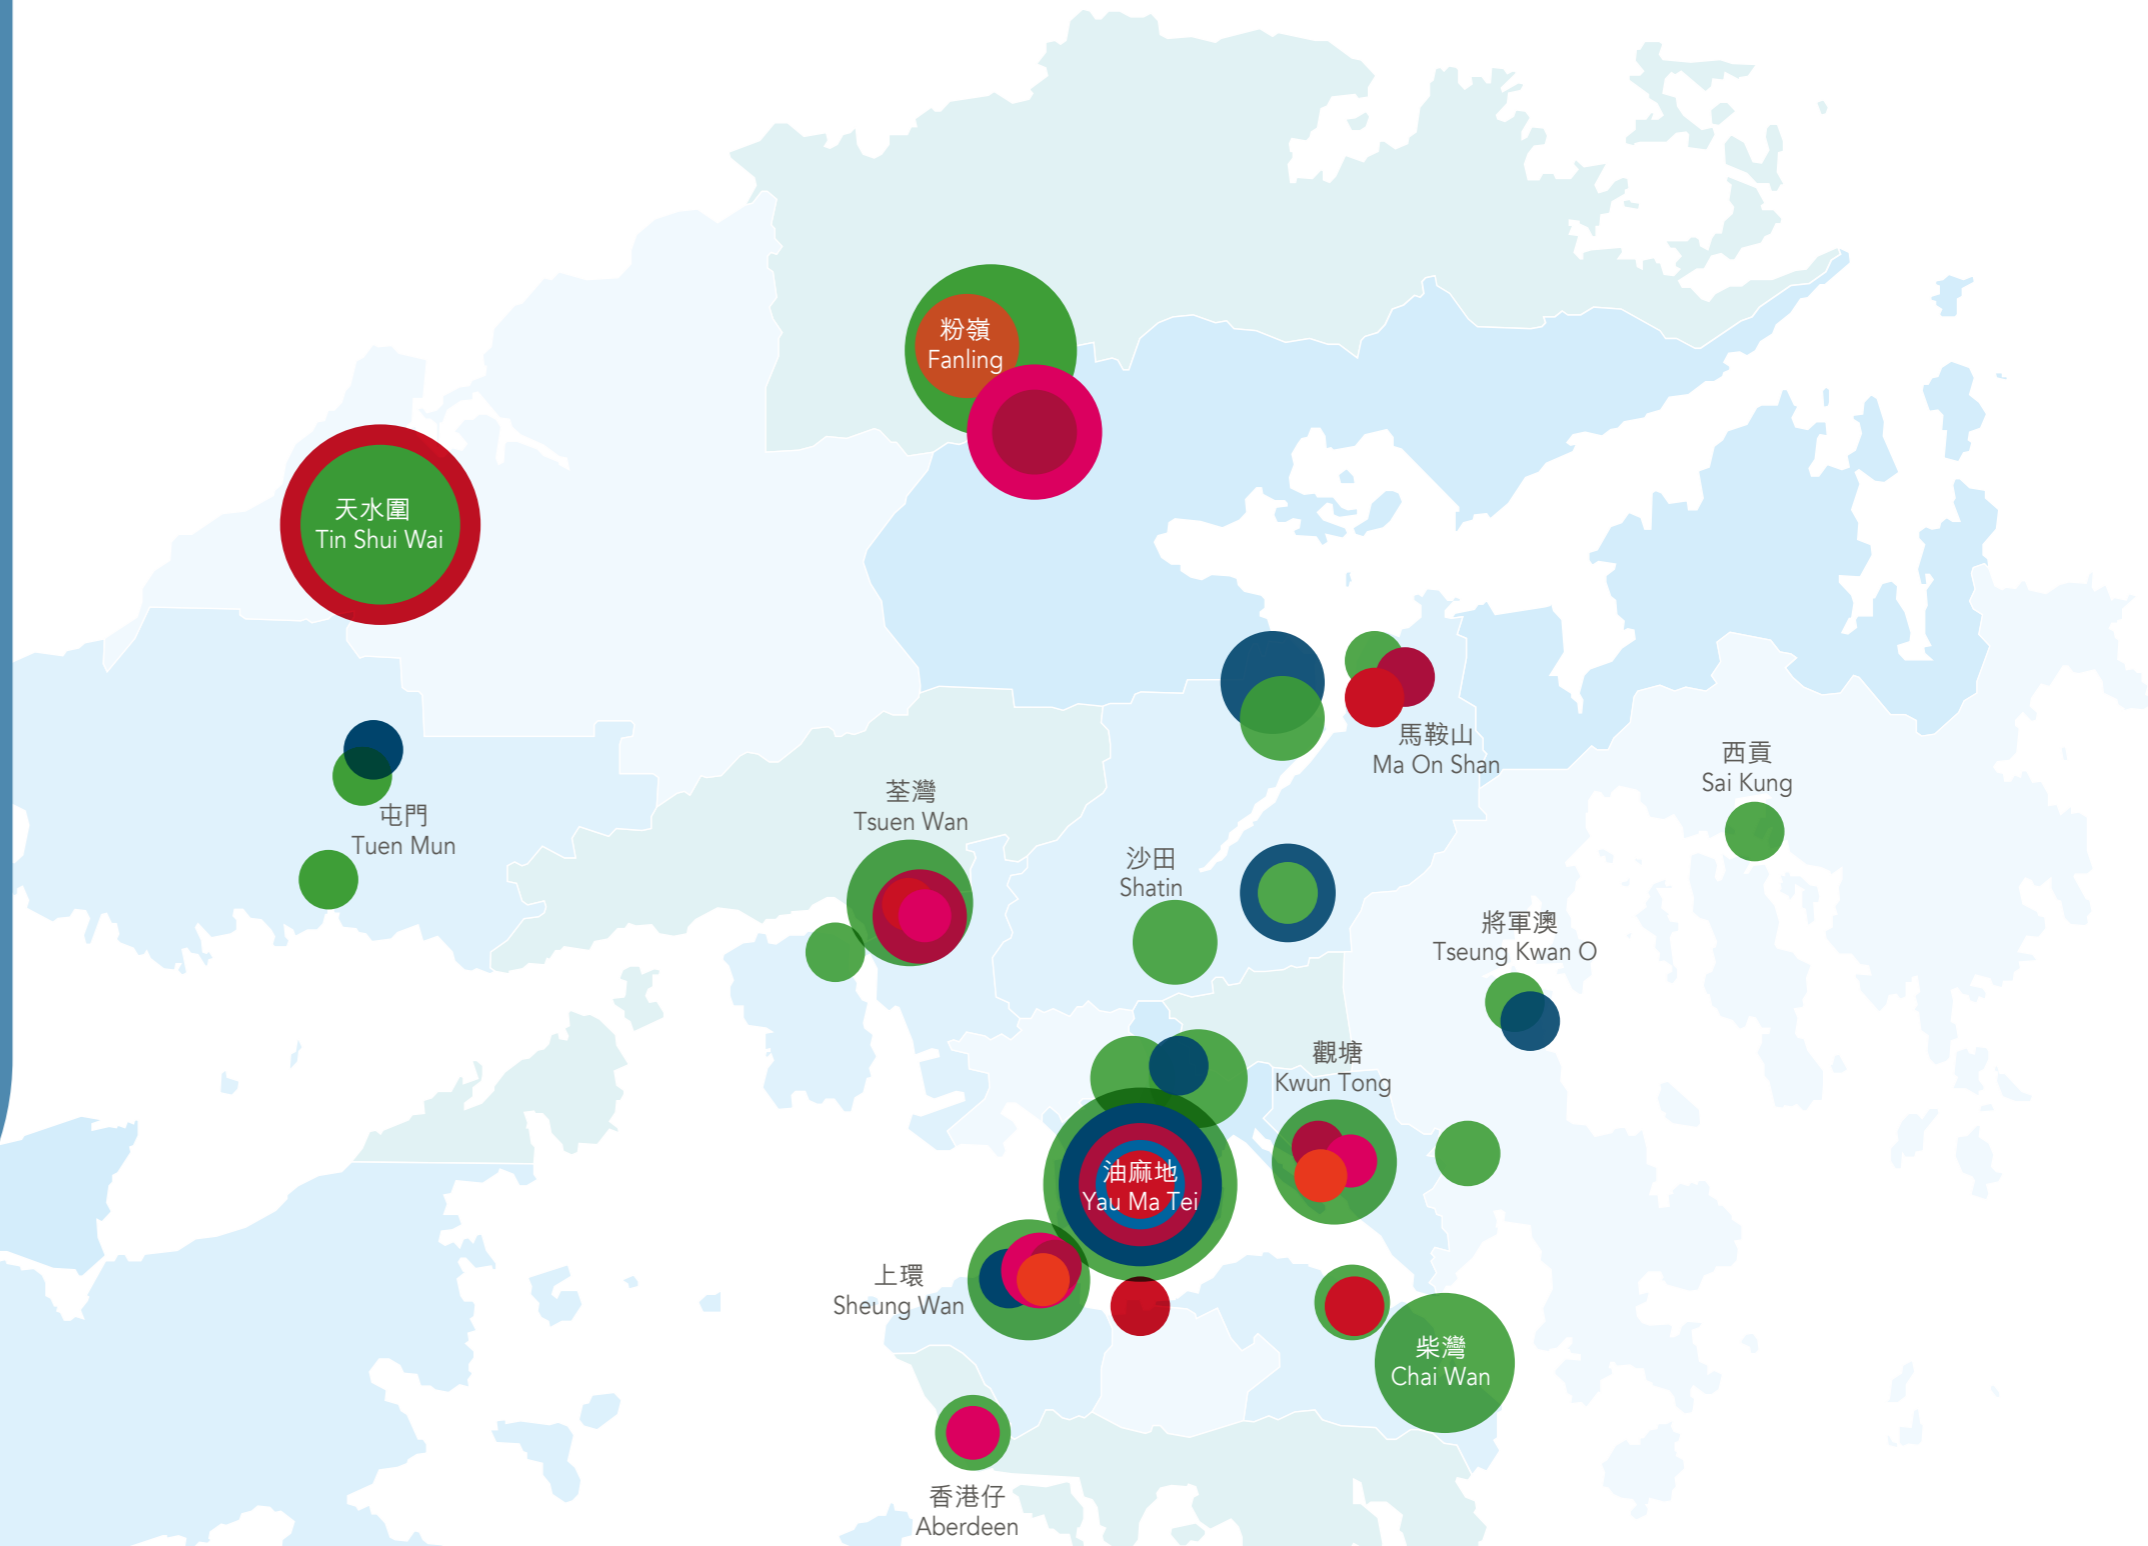 粉嶺
Fanling
天水圍
Tin Shui Wai
馬鞍山
Ma On Shan
西貢
Sai Kung
屯門
Tuen Mun
荃灣
Tsuen Wan
沙田
Shatin
將軍澳
Tseung Kwan O
觀塘
Kwun Tong
油麻地
Yau Ma Tei
上環
Sheung Wan
柴灣
Chai Wan
香港仔
Aberdeen